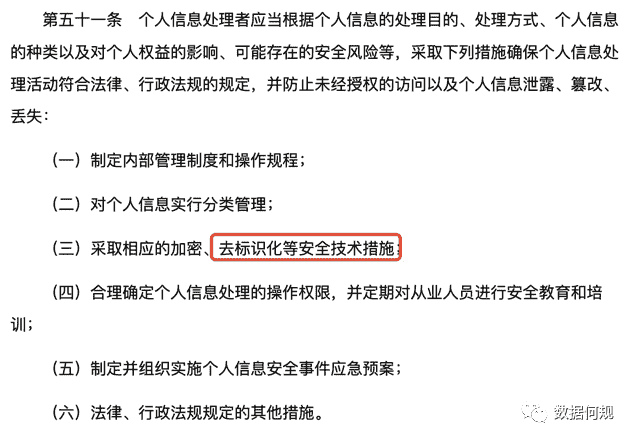 第五十一条　个人信息处理者应当根据个人信息的处理目的、处理方式、个人信息
的种类以及对个人权益的影响、可能存在的安全风险等，采取下列措施确保个人信息处
理活动符合法律、行政法规的规定，并防止未经授权的访问以及个人信息泄露、篡改、
丢失：
（一）制定内部管理制度和操作规程；
（二）对个人信息实行分类管理；
（三）采取相应的加密、去标识化等安全技术措施；
（四）合理确定个人信息处理的操作权限，并定期对从业人员进行安全教育和培
训；
（五）制定并组织实施个人信息安全事件应急预案；
（六）法律、行政法规规定的其他措施。
数据何规